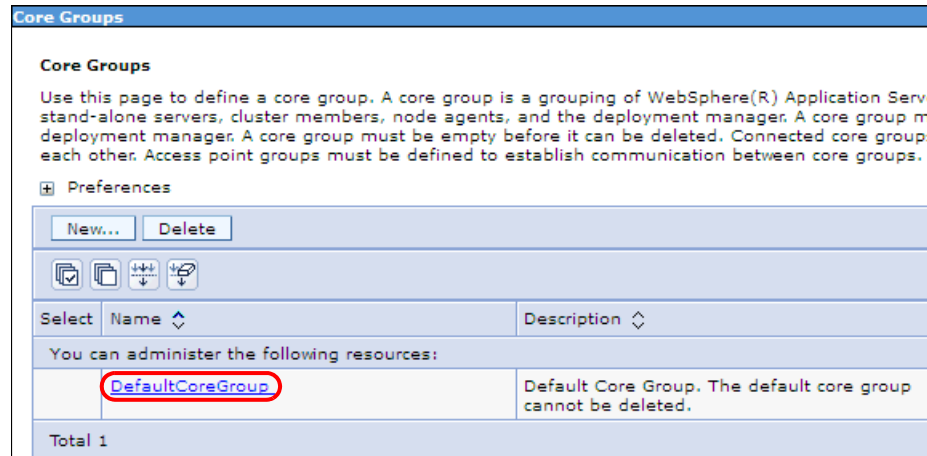 Core Groups
Core Groups
Use this page to define a core group. A core group is a grouping of WebSphere(R) Application Serv
stand-alone servers, cluster members, node agents, and the deployment manager. A core group m
deployment manager. A core group must be empty before it can be deleted. Connected core group
each other. Access point groups must be defined to establish communication between core groups.
Preferences
New... Delete
Select Name Description
You can administer the following resources:
DefaultCoreGroup Default Core Group. The default core group
cannot be deleted.
Total 1